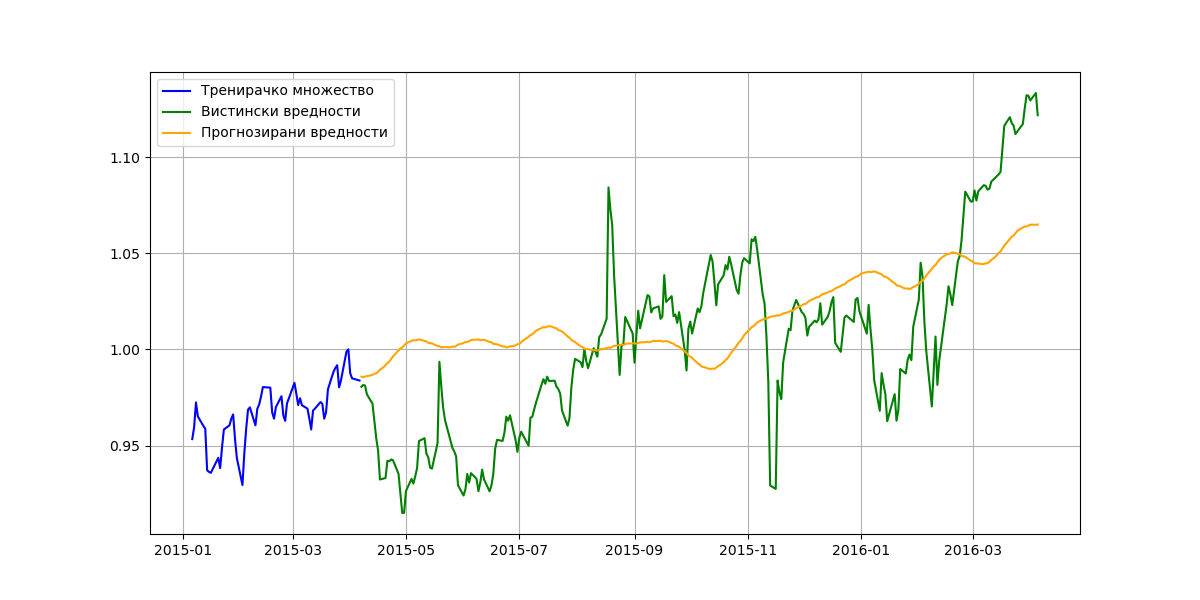 Тренирачко множество
Вистински вредности
Прогнозирани вредности
1.10
1.05
1.00
0.95
2015-01 2015-03 2015-05 2015-07 2015-09 2015-11 2016-01 2016-03